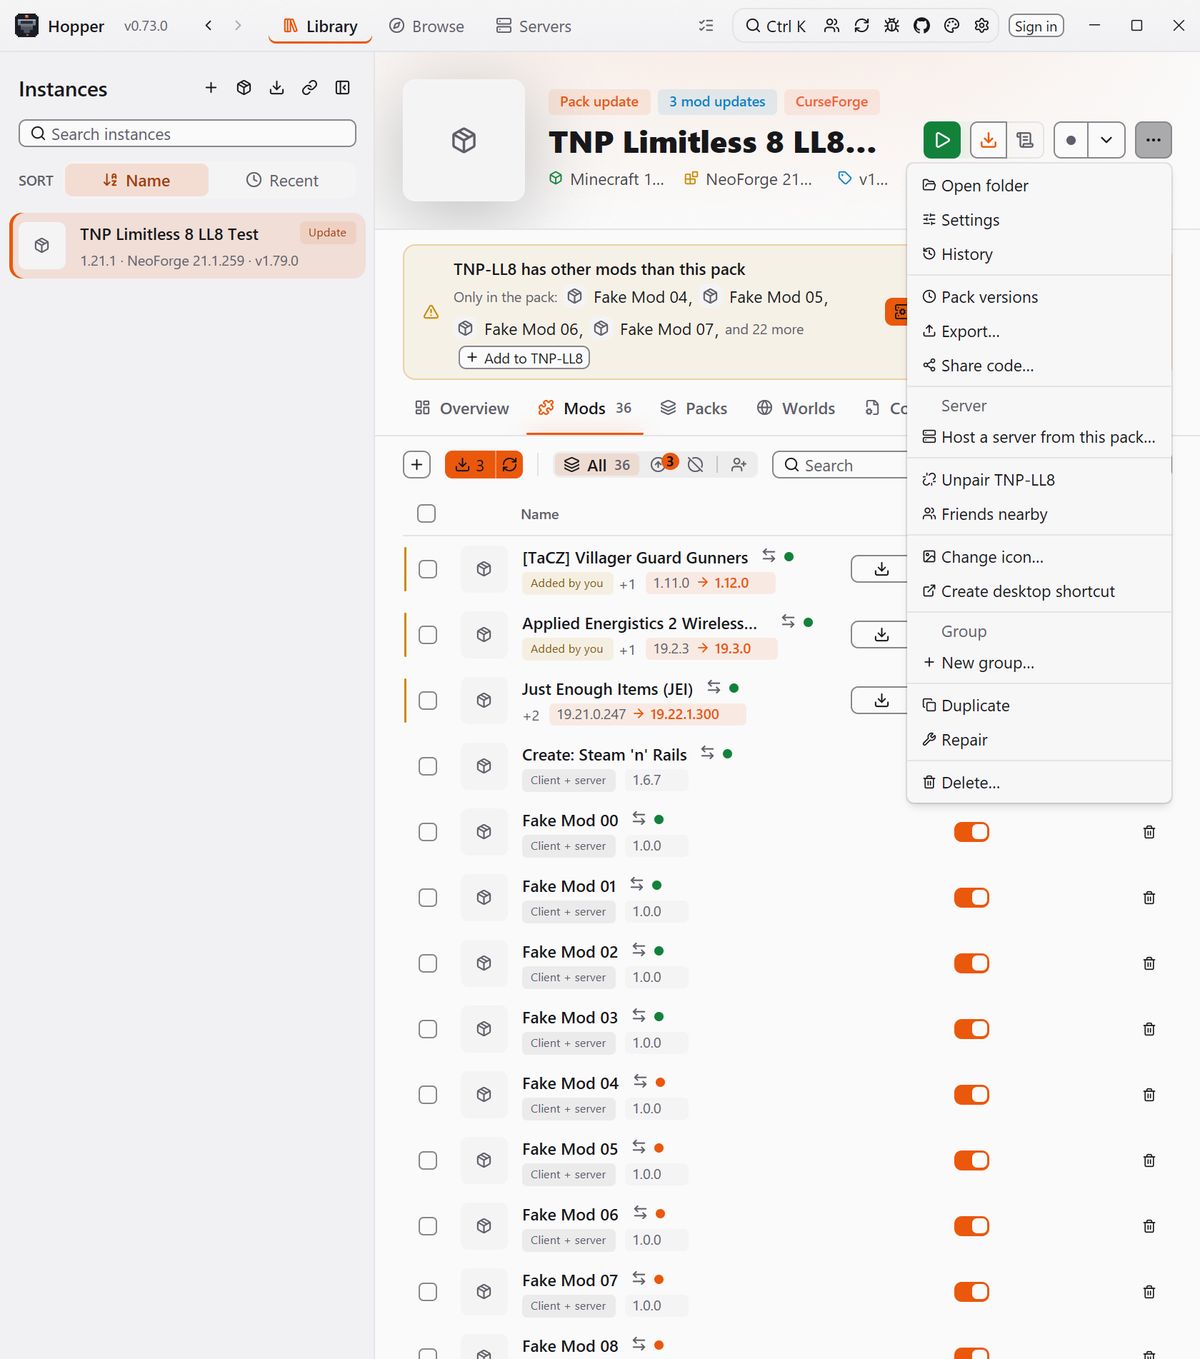 Hopper v0.73.0 Library Browse Servers Ctrl K Sign in
Instances
Search instances
SORT Name Recent
TNP Limitless 8 LL8 Test Update
1.21.1 · NeoForge 21.1.259 · v1.79.0
Pack update 3 mod updates CurseForge
TNP Limitless 8 LL8...
Minecraft 1... NeoForge 21... v1...
TNP-LL8 has other mods than this pack
Only in the pack: Fake Mod 04, Fake Mod 05,
Fake Mod 06, Fake Mod 07, and 22 more
+ Add to TNP-LL8
Overview Mods 36 Packs Worlds Co
3 All 36 3 Search
Name
[TaCZ] Villager Guard Gunners
Added by you +1 1.11.0 → 1.12.0
Applied Energistics 2 Wireless...
Added by you +1 19.2.3 → 19.3.0
Just Enough Items (JEI)
+2 19.21.0.247 → 19.22.1.300
Create: Steam 'n' Rails
Client + server 1.6.7
Fake Mod 00
Client + server 1.0.0
Fake Mod 01
Client + server 1.0.0
Fake Mod 02
Client + server 1.0.0
Fake Mod 03
Client + server 1.0.0
Fake Mod 04
Client + server 1.0.0
Fake Mod 05
Client + server 1.0.0
Fake Mod 06
Client + server 1.0.0
Fake Mod 07
Client + server 1.0.0
Fake Mod 08
Open folder
Settings
History
Pack versions
Export...
Share code...
Server
Host a server from this pack...
Unpair TNP-LL8
Friends nearby
Change icon...
Create desktop shortcut
Group
+ New group...
Duplicate
Repair
Delete...